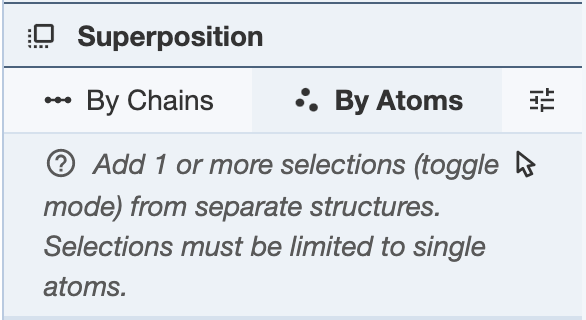 Superposition
By Chains By Atoms
Add 1 or more selections (toggle
mode) from separate structures.
Selections must be limited to single
atoms.